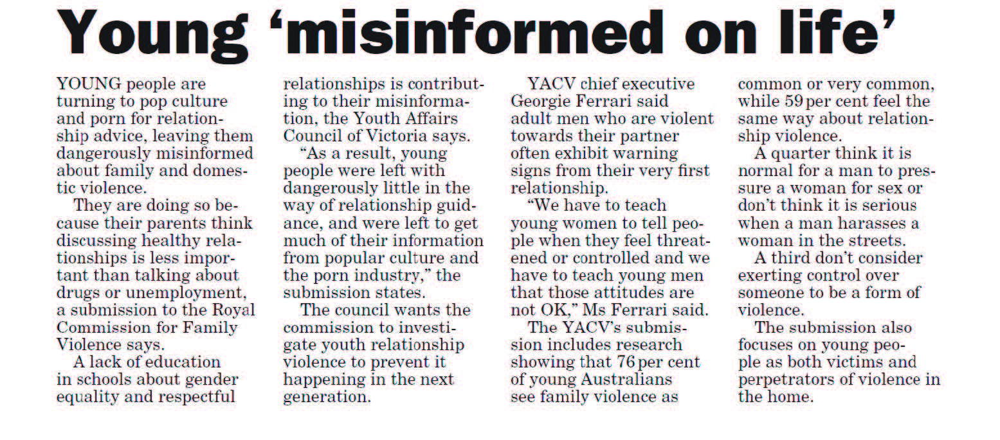 Young ‘misinformed on life’
YOUNG people are
turning to pop culture
and porn for relation-
ship advice, leaving them
dangerously misinformed
about family and domes-
tic violence.
They are doing so be-
cause their parents think
discussing healthy rela-
tionships is less impor-
tant than talking about
drugs or unemployment,
a submission to the Royal
Commission for Family
Violence says.
A lack of education
in schools about gender
equality and respectful
relationships is contribut-
ing to their misinforma-
tion, the Youth Affairs
Council of Victoria says.
“As a result, young
people were left with
dangerously little in the
way of relationship guid-
ance, and were left to get
much of their information
from popular culture and
the porn industry,” the
submission states.
The council wants the
commission to investi-
gate youth relationship
violence to prevent it
happening in the next
generation.
YACV chief executive
Georgie Ferrari said
adult men who are violent
towards their partner
often exhibit warning
signs from their very first
relationship.
“We have to teach
young women to tell peo-
ple when they feel threat-
ened or controlled and we
have to teach young men
that those attitudes are
not OK,” Ms Ferrari said.
The YACV’s submis-
sion includes research
showing that 76 per cent
of young Australians
see family violence as
common or very common,
while 59 per cent feel the
same way about relation-
ship violence.
A quarter think it is
normal for a man to pres-
sure a woman for sex or
don’t think it is serious
when a man harasses a
woman in the streets.
A third don’t consider
exerting control over
someone to be a form of
violence.
The submission also
focuses on young peo-
ple as both victims and
perpetrators of violence in
the home.